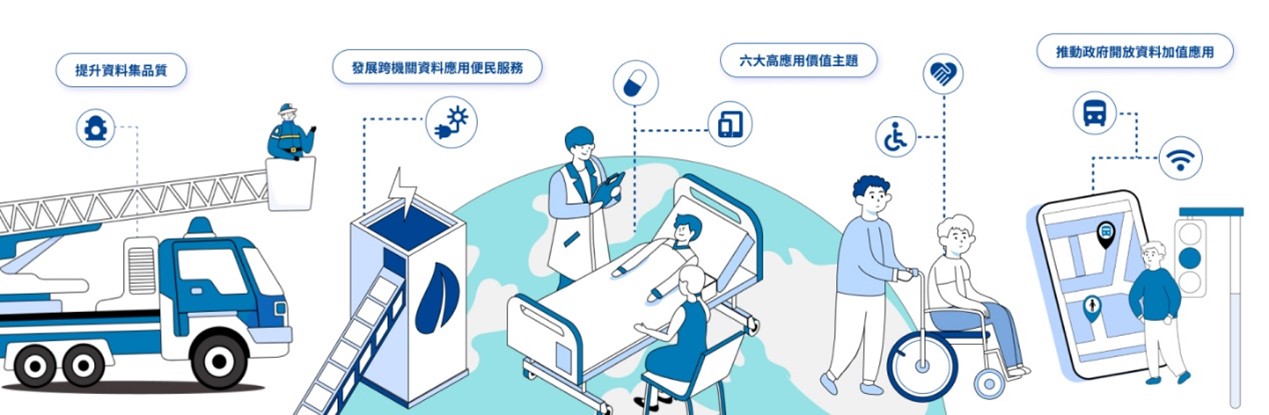 提升資料集品質
發展跨機關資料應用便民服務
六大高應用價值主題
推動政府開放資料加值應用